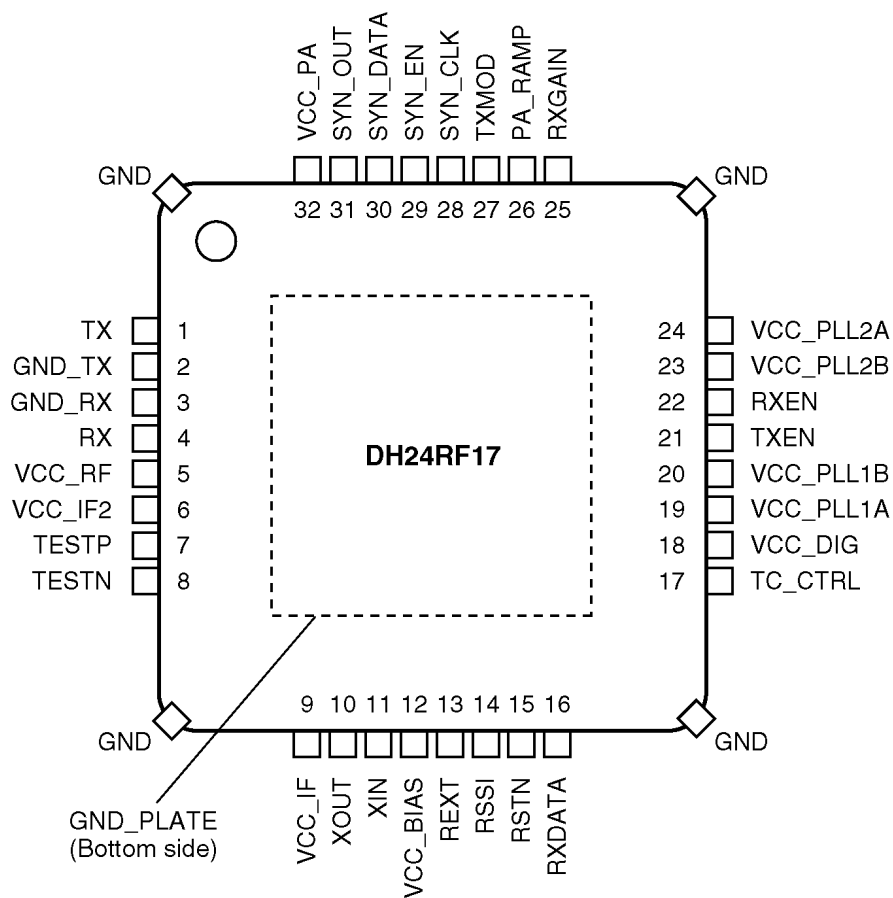 VCC_PA
SYN_OUT
SYN_DATA
SYN_EN
SYN_CLK
TXMOD
PA_RAMP
RXGAIN
GND
GND
32 31 30 29 28 27 26 25
TX 1
GND_TX 2
GND_RX 3
RX 4
VCC_RF 5
VCC_IF2 6
TESTP 7
TESTN 8
DH24RF17
24 VCC_PLL2A
23 VCC_PLL2B
22 RXEN
21 TXEN
20 VCC_PLL1B
19 VCC_PLL1A
18 VCC_DIG
17 TC_CTRL
9 10 11 12 13 14 15 16
GND
GND
VCC_IF
XOUT
XIN
VCC_BIAS
REXT
RSSI
RSTN
RXDATA
GND_PLATE
(Bottom side)